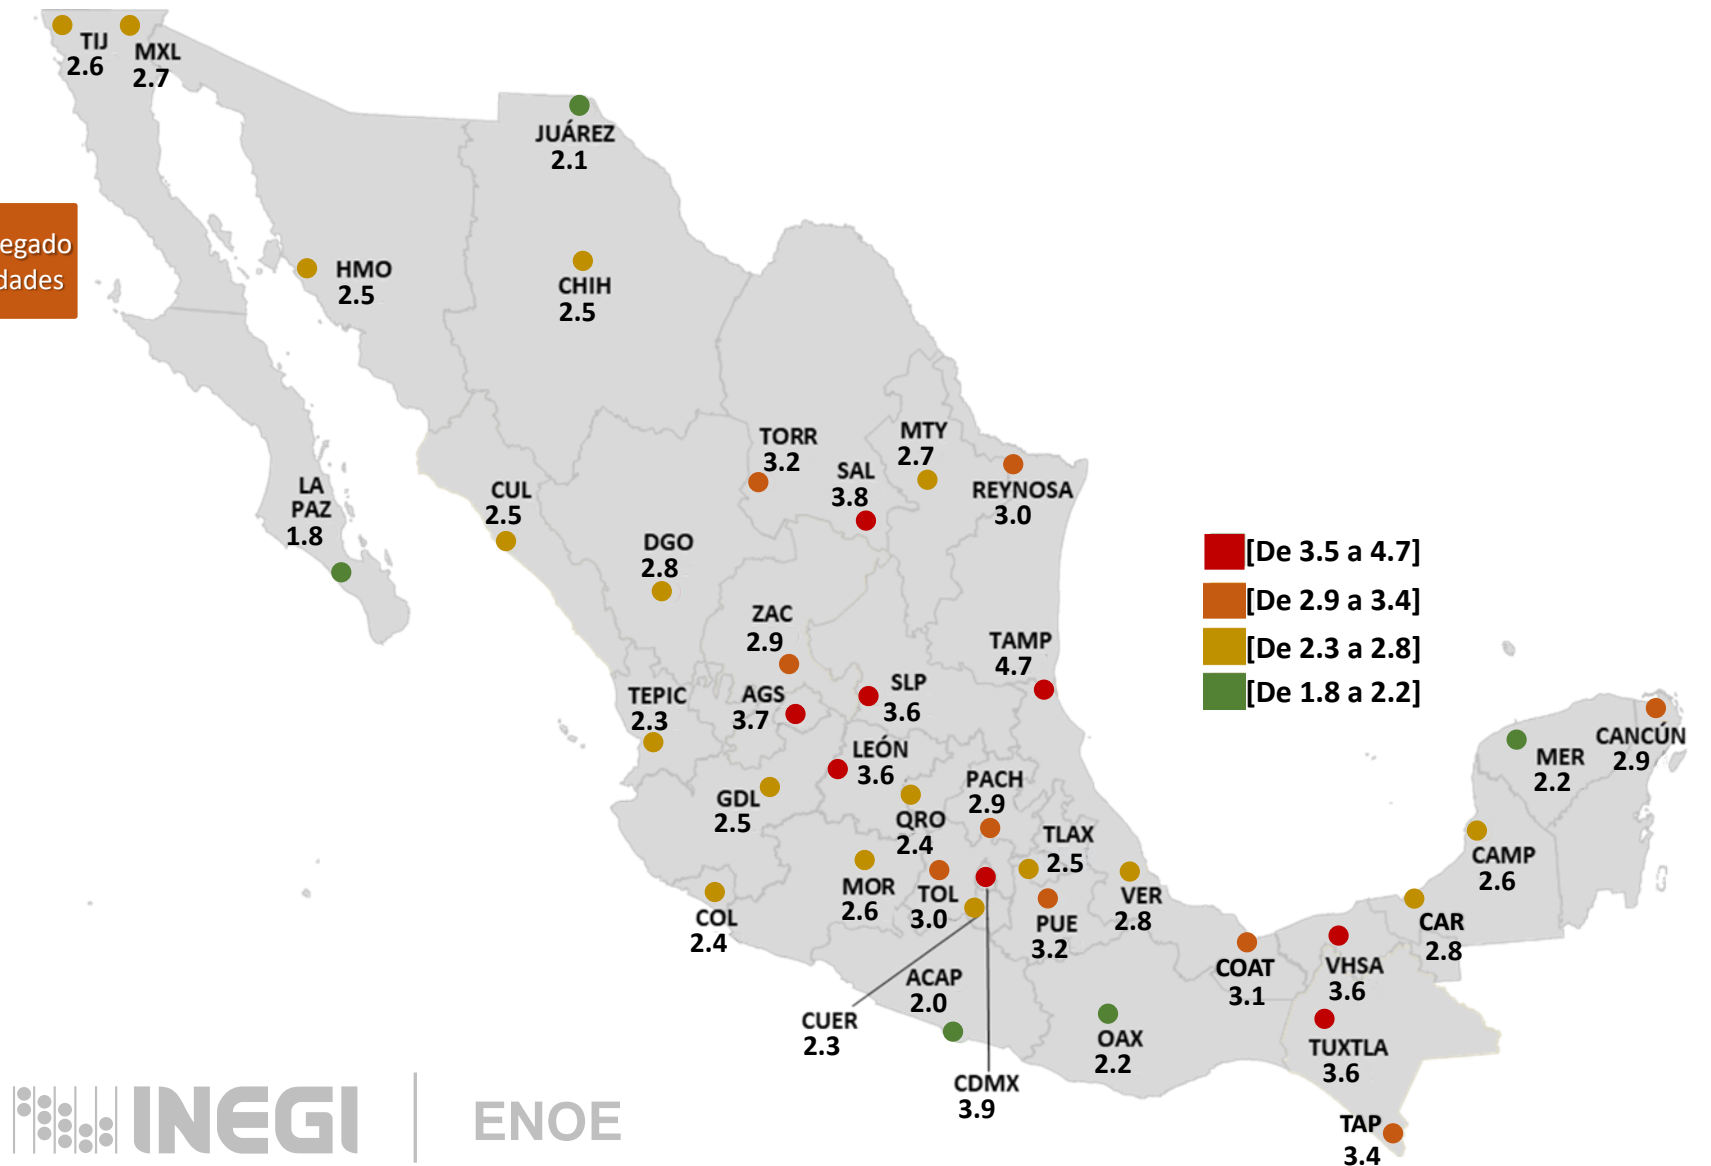 TIJ
2.6
MXL
2.7
JUÁREZ
2.1
egado
dades
HMO
2.5
CHIH
2.5
TORR
3.2
MTY
2.7
SAL
3.8
REYNOSA
3.0
LA
PAZ
1.8
CUL
2.5
DGO
2.8
[De 3.5 a 4.7]
[De 2.9 a 3.4]
[De 2.3 a 2.8]
[De 1.8 a 2.2]
ZAC
2.9
TAMP
4.7
TEPIC
2.3
AGS
3.7
SLP
3.6
LEÓN
3.6
CANCÚN
2.9
MER
2.2
GDL
2.5
PACH
2.9
QRO
2.4
TLAX
2.5
CAMP
2.6
MOR
2.6
TOL
3.0
VER
2.8
COL
2.4
PUE
3.2
CAR
2.8
COAT
3.1
VHSA
3.6
ACAP
2.0
CUER
2.3
OAX
2.2
TUXTLA
3.6
CDMX
3.9
TAP
3.4
INEGI
ENOE